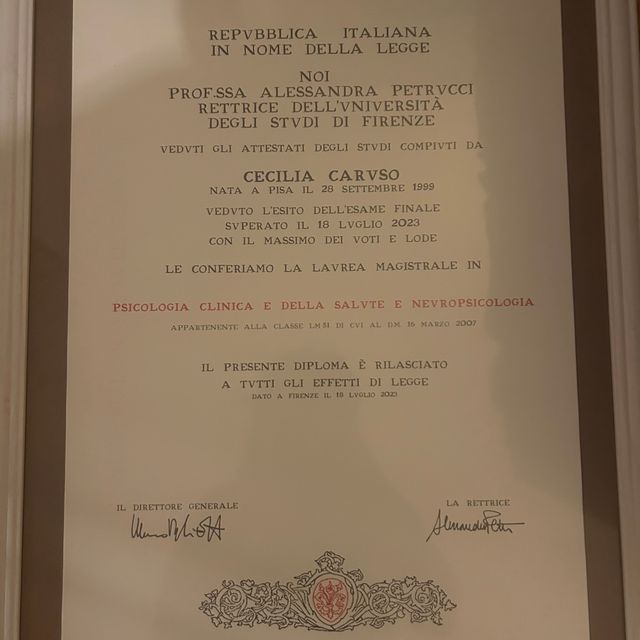 REPVBBLICA ITALIANA
IN NOME DELLA LEGGE
NOI
PROF.SSA ALESSANDRA PETRVCCI
RETTRICE DELL'VNIVERSITÀ
DEGLI STVDI DI FIRENZE
VEDVTI GLI ATTESTATI DEGLI STVDI COMPIVTI DA
CECILIA CARVSO
NATA A PISA IL 28 SETTEMBRE 1999
VEDVTO L'ESITO DELL'ESAME FINALE
SVPERATO IL 18 LVGLIO 2023
CON IL MASSIMO DEI VOTI E LODE
LE CONFERIAMO LA LAVREA MAGISTRALE IN
PSICOLOGIA CLINICA E DELLA SALVTE E NEVROPSICOLOGIA
APPARTENENTE ALLA CLASSE LM 51 DI CVI AL D.M. 16 MARZO 2007
IL PRESENTE DIPLOMA È RILASCIATO
A TVTTI GLI EFFETTI DI LEGGE
DATO A FIRENZE IL 18 LVGLIO 2023
IL DIRETTORE GENERALE
LA RETTRICE